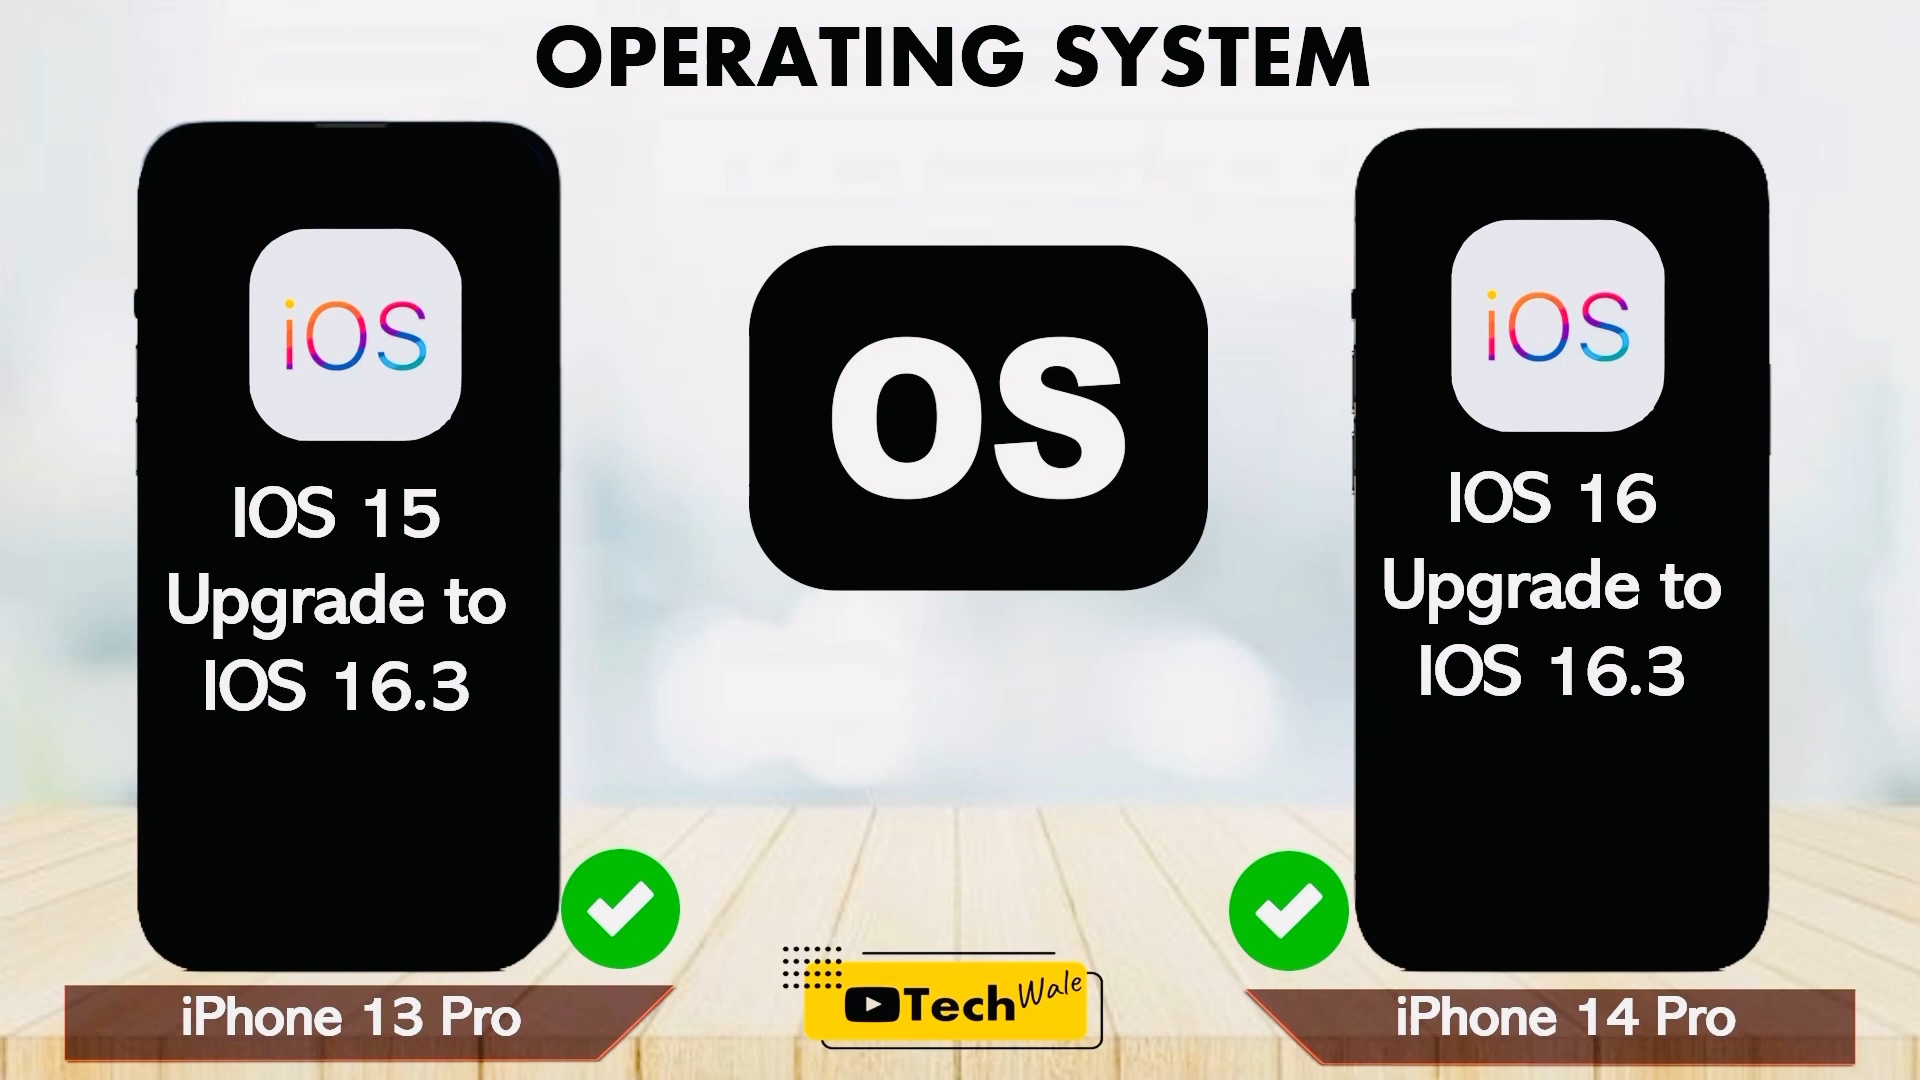 OPERATING SYSTEM
iOS
IOS 15
Upgrade to
IOS 16.3
OS
iOS
IOS 16
Upgrade to
IOS 16.3
iPhone 13 Pro
Tech Wale
iPhone 14 Pro